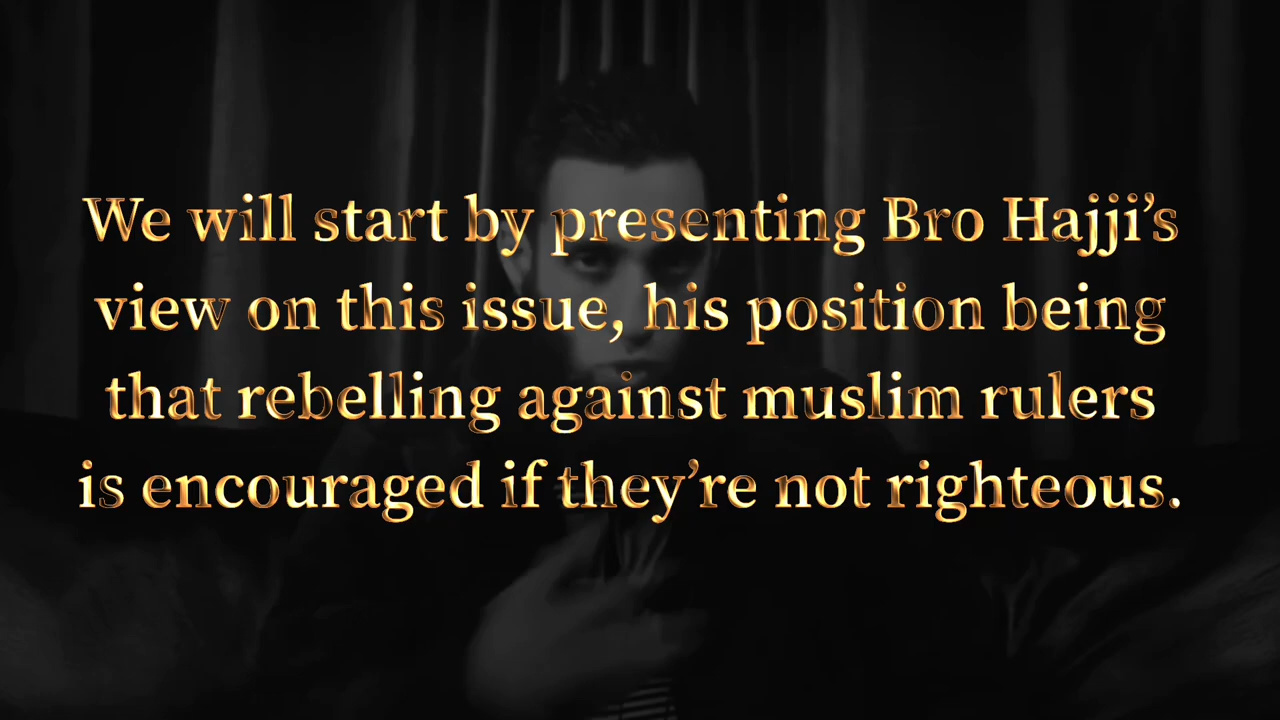 We will start by presenting Bro Hajji’s
view on this issue, his position being
that rebelling against muslim rulers
is encouraged if they’re not righteous.